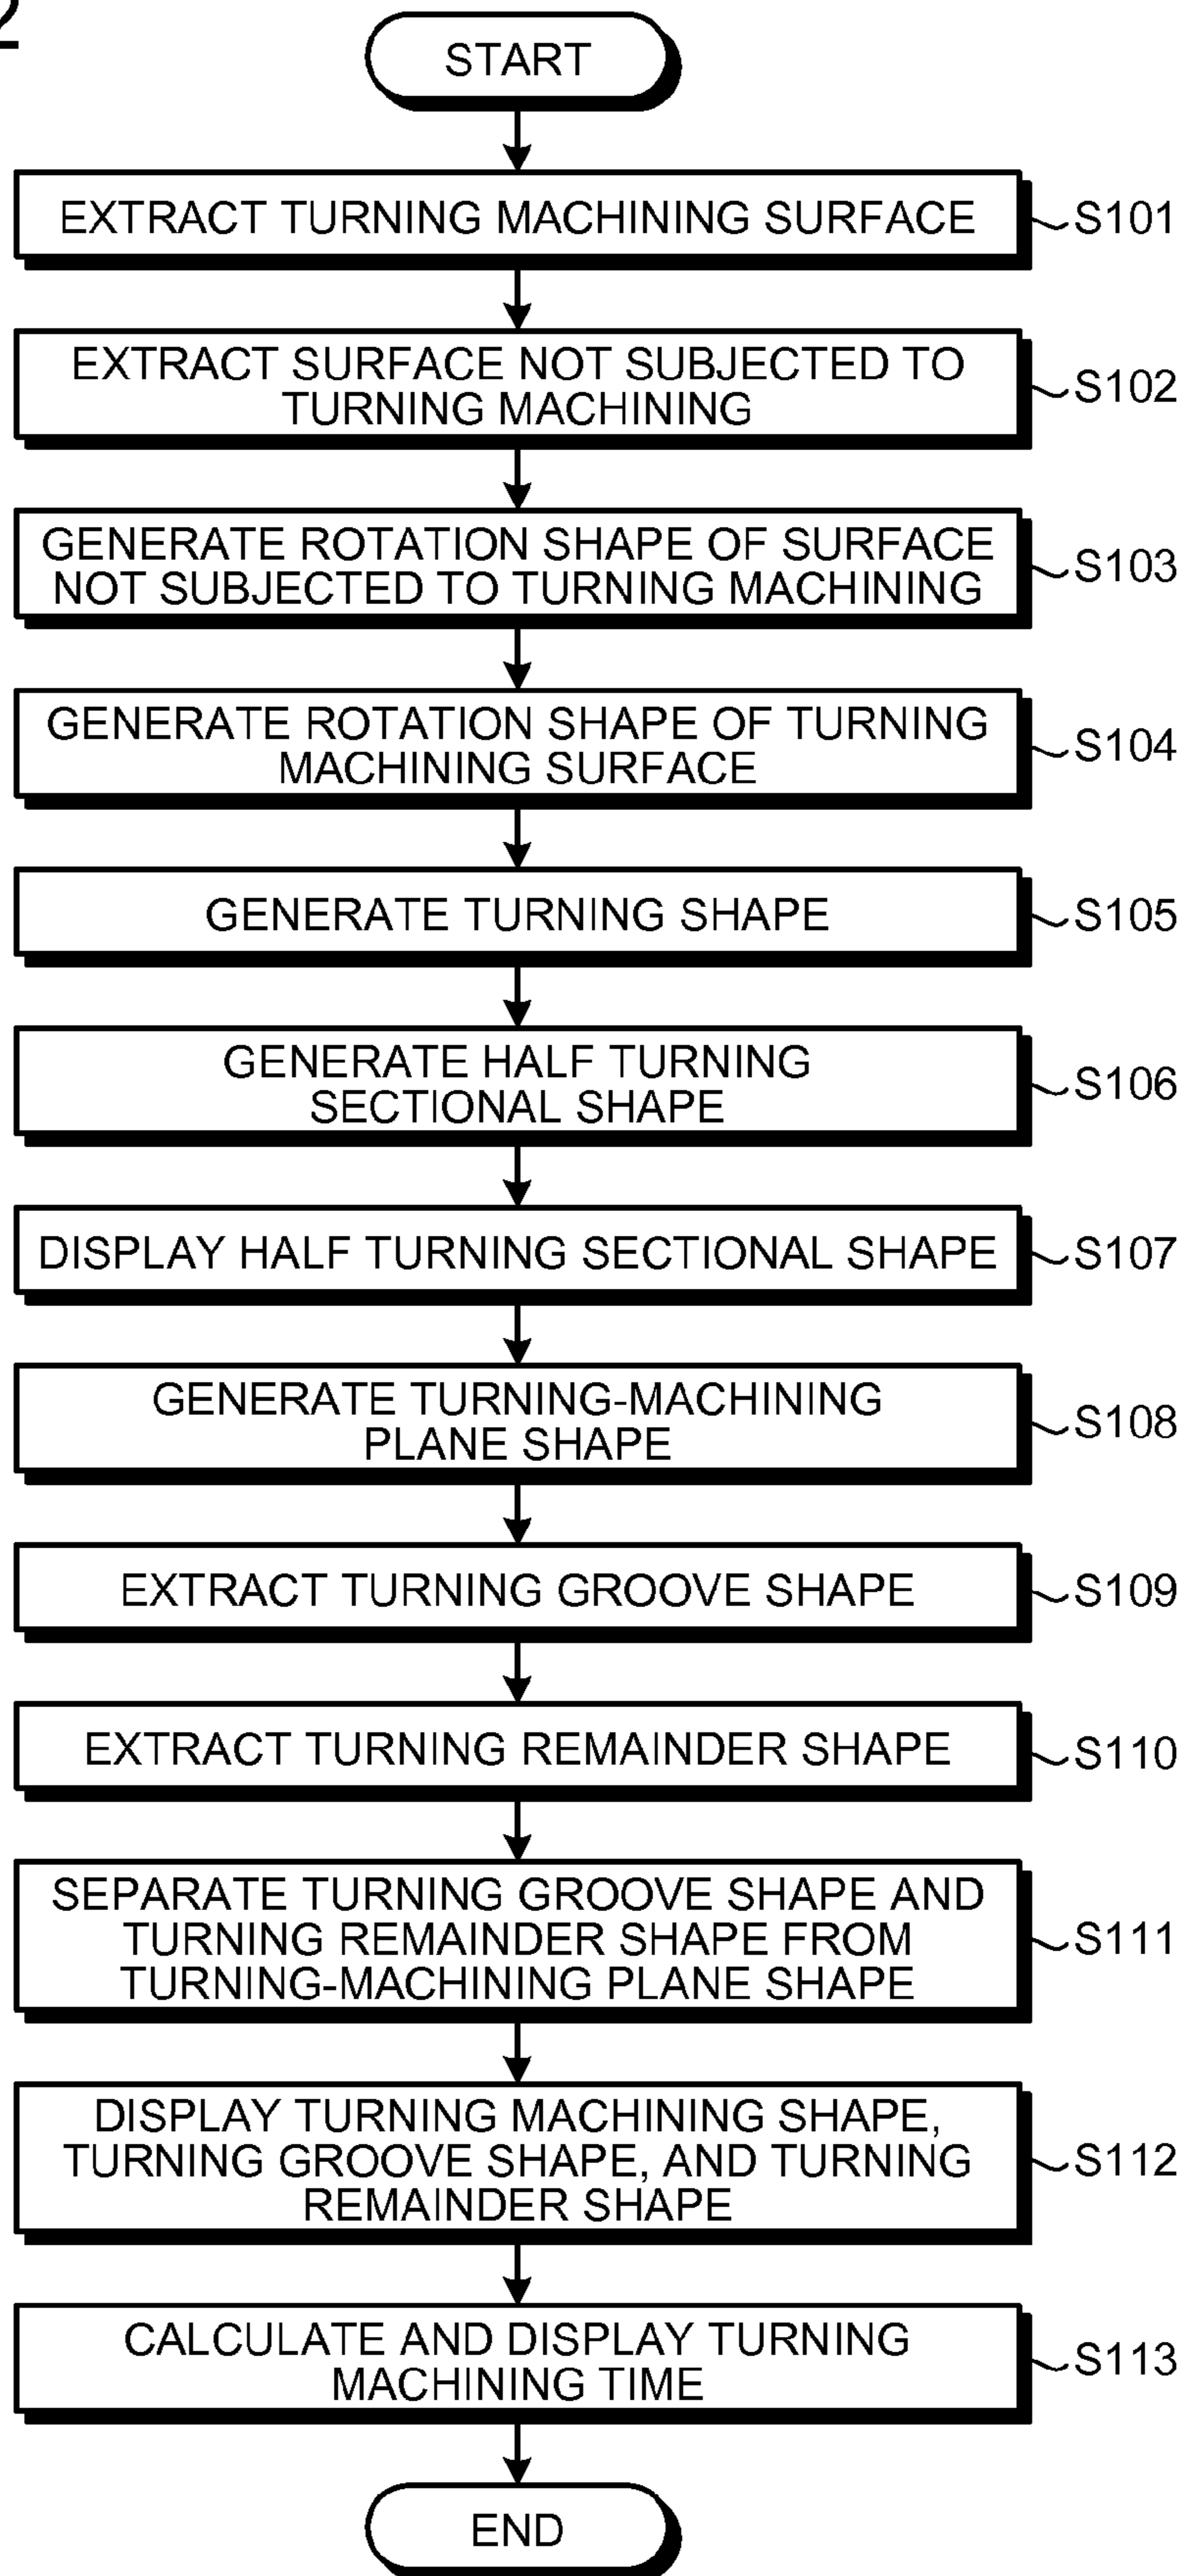 2
START
EXTRACT TURNING MACHINING SURFACE
S101
EXTRACT SURFACE NOT SUBJECTED TO
TURNING MACHINING
S102
GENERATE ROTATION SHAPE OF SURFACE
NOT SUBJECTED TO TURNING MACHINING
S103
GENERATE ROTATION SHAPE OF TURNING
MACHINING SURFACE
S104
GENERATE TURNING SHAPE
S105
GENERATE HALF TURNING
SECTIONAL SHAPE
S106
DISPLAY HALF TURNING SECTIONAL SHAPE
S107
GENERATE TURNING-MACHINING
PLANE SHAPE
S108
EXTRACT TURNING GROOVE SHAPE
S109
EXTRACT TURNING REMAINDER SHAPE
S110
SEPARATE TURNING GROOVE SHAPE AND
TURNING REMAINDER SHAPE FROM
TURNING-MACHINING PLANE SHAPE
S111
DISPLAY TURNING MACHINING SHAPE,
TURNING GROOVE SHAPE, AND TURNING
REMAINDER SHAPE
S112
CALCULATE AND DISPLAY TURNING
MACHINING TIME
S113
END